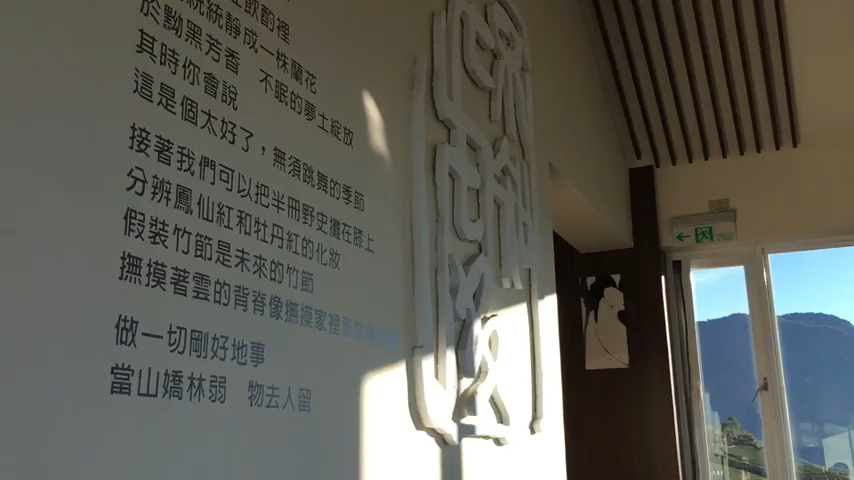 飲酌裡
統統靜成一株蘭花
於黝黑芳香　不眠的夢土綻放
其時你會說
這是個太好了，無須跳舞的季節
接著我們可以把半冊野史攤在膝上
分辨鳳仙紅和牡丹紅的化妝
假裝竹節是未來的竹節
撫摸著雲的背脊像撫摸家裡
做一切剛好地事
當山嬌林弱　物去人留